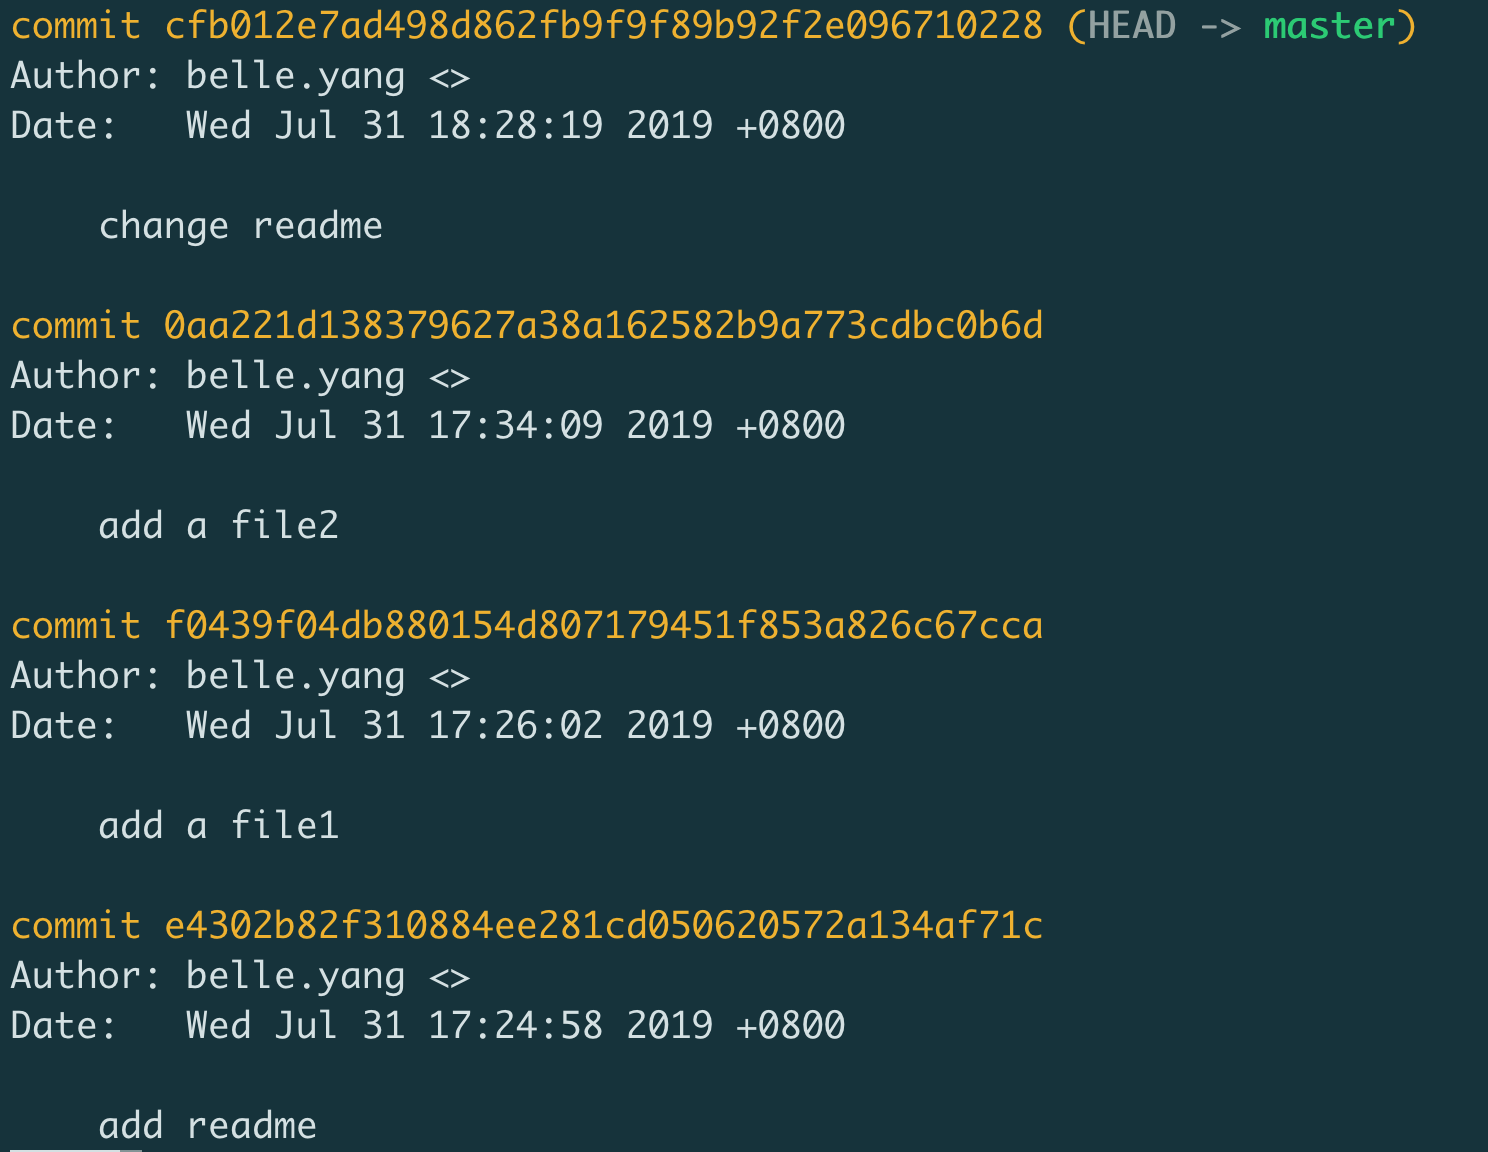 commit cfb012e7ad498d862fb9f9f89b92f2e096710228 (HEAD -> master)
Author: belle.yang <>
Date:   Wed Jul 31 18:28:19 2019 +0800
    change readme
commit 0aa221d138379627a38a162582b9a773cdbc0b6d
Author: belle.yang <>
Date:   Wed Jul 31 17:34:09 2019 +0800
    add a file2
commit f0439f04db880154d807179451f853a826c67cca
Author: belle.yang <>
Date:   Wed Jul 31 17:26:02 2019 +0800
    add a file1
commit e4302b82f310884ee281cd050620572a134af71c
Author: belle.yang <>
Date:   Wed Jul 31 17:24:58 2019 +0800
    add readme